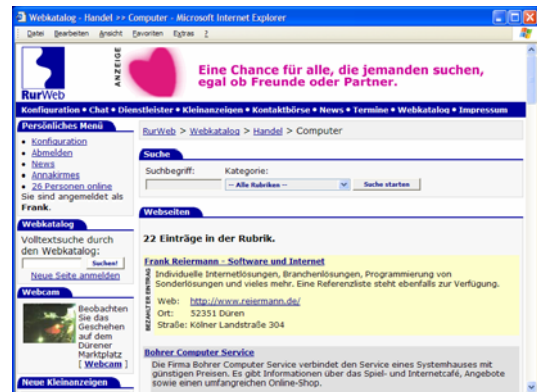 Webkatalog - Handel >> Computer - Microsoft Internet Explorer
Datei Bearbeiten Ansicht Favoriten Extras ?
RurWeb
ANZEIGE
Eine Chance für alle, die jemanden suchen,
egal ob Freunde oder Partner.
Konfiguration • Chat • Dienstleister • Kleinanzeigen • Kontaktbörse • News • Termine • Webkatalog • Impressum
Persönliches Menü
• Konfiguration
• Abmelden
• News
• Annakirmes
• 26 Personen online
Sie sind angemeldet als
Frank.
Webkatalog
Volltextsuche durch
den Webkatalog:
Suchen!
Neue Seite anmelden
Webcam
Beobachten
Sie das
Geschehen
auf dem
Dürener
Marktplatz
[ Webcam ]
Neue Kleinanzeigen
RurWeb > Webkatalog > Handel > Computer
Suche
Suchbegriff: Kategorie:
-- Alle Rubriken -- Suche starten
Webseiten
22 Einträge in der Rubrik.
Frank Reiermann - Software und Internet
BEZAHLTER EINTRAG
Individuelle Internetlösungen, Branchenlösungen, Programmierung von
Sonderlösungen und vieles mehr. Eine Referenzliste steht ebenfalls zur Verfügung.
Web: http://www.reiermann.de/
Ort: 52351 Düren
Straße: Kölner Landstraße 304
Bohrer Computer Service
Die Firma Bohrer Computer Service verbindet den Service eines Systemhauses mit
günstigen Preisen. Es gibt Informationen über das Spiel- und Internetcafé, Angebote
sowie einen umfangreichen Online-Shop.